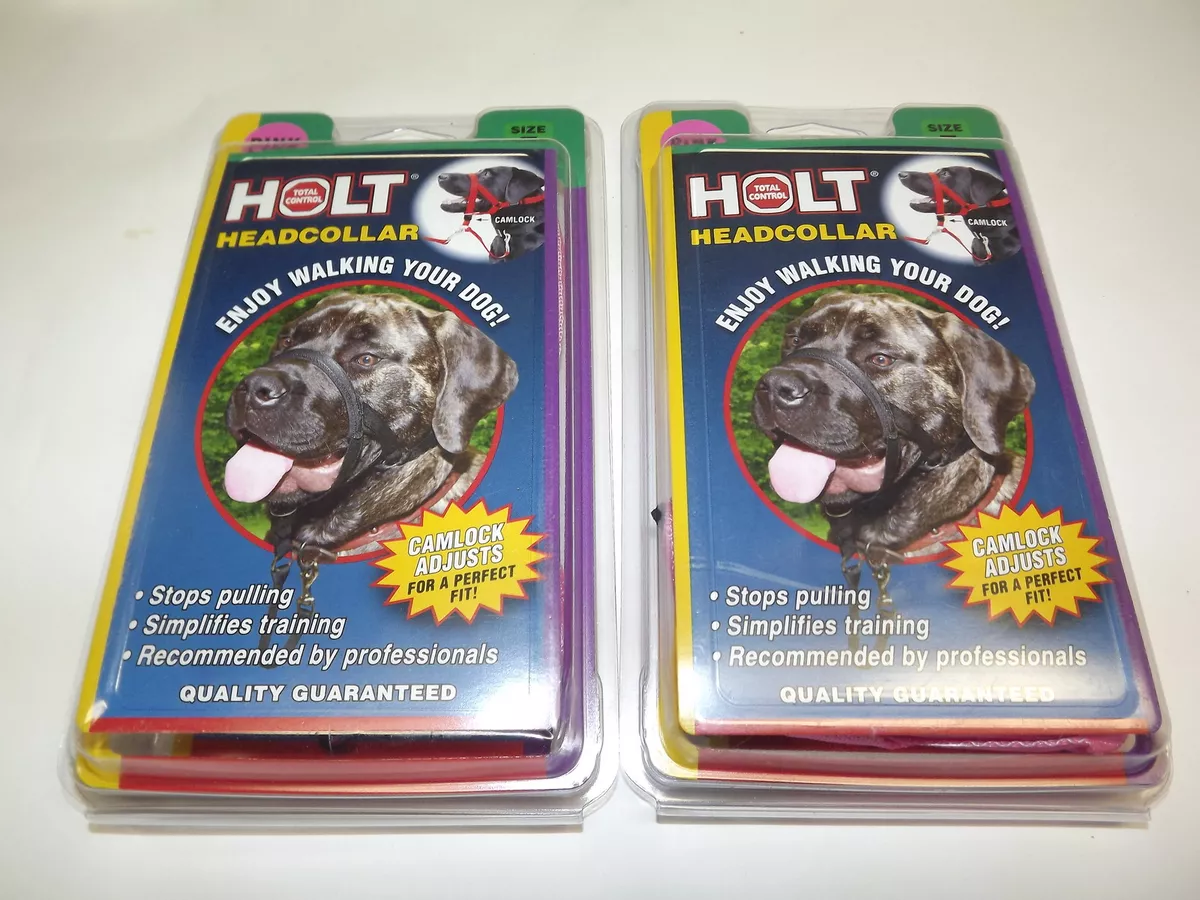 PINK
SIZE
HOLT®
TOTAL
CONTROL
CAMLOCK
HEADCOLLAR
ENJOY WALKING YOUR DOG!
CAMLOCK
ADJUSTS
FOR A PERFECT
FIT!
• Stops pulling
• Simplifies training
• Recommended by professionals
QUALITY GUARANTEED
PINK
SIZE
HOLT®
TOTAL
CONTROL
CAMLOCK
HEADCOLLAR
ENJOY WALKING YOUR DOG!
CAMLOCK
ADJUSTS
FOR A PERFECT
FIT!
• Stops pulling
• Simplifies training
• Recommended by professionals
QUALITY GUARANTEED